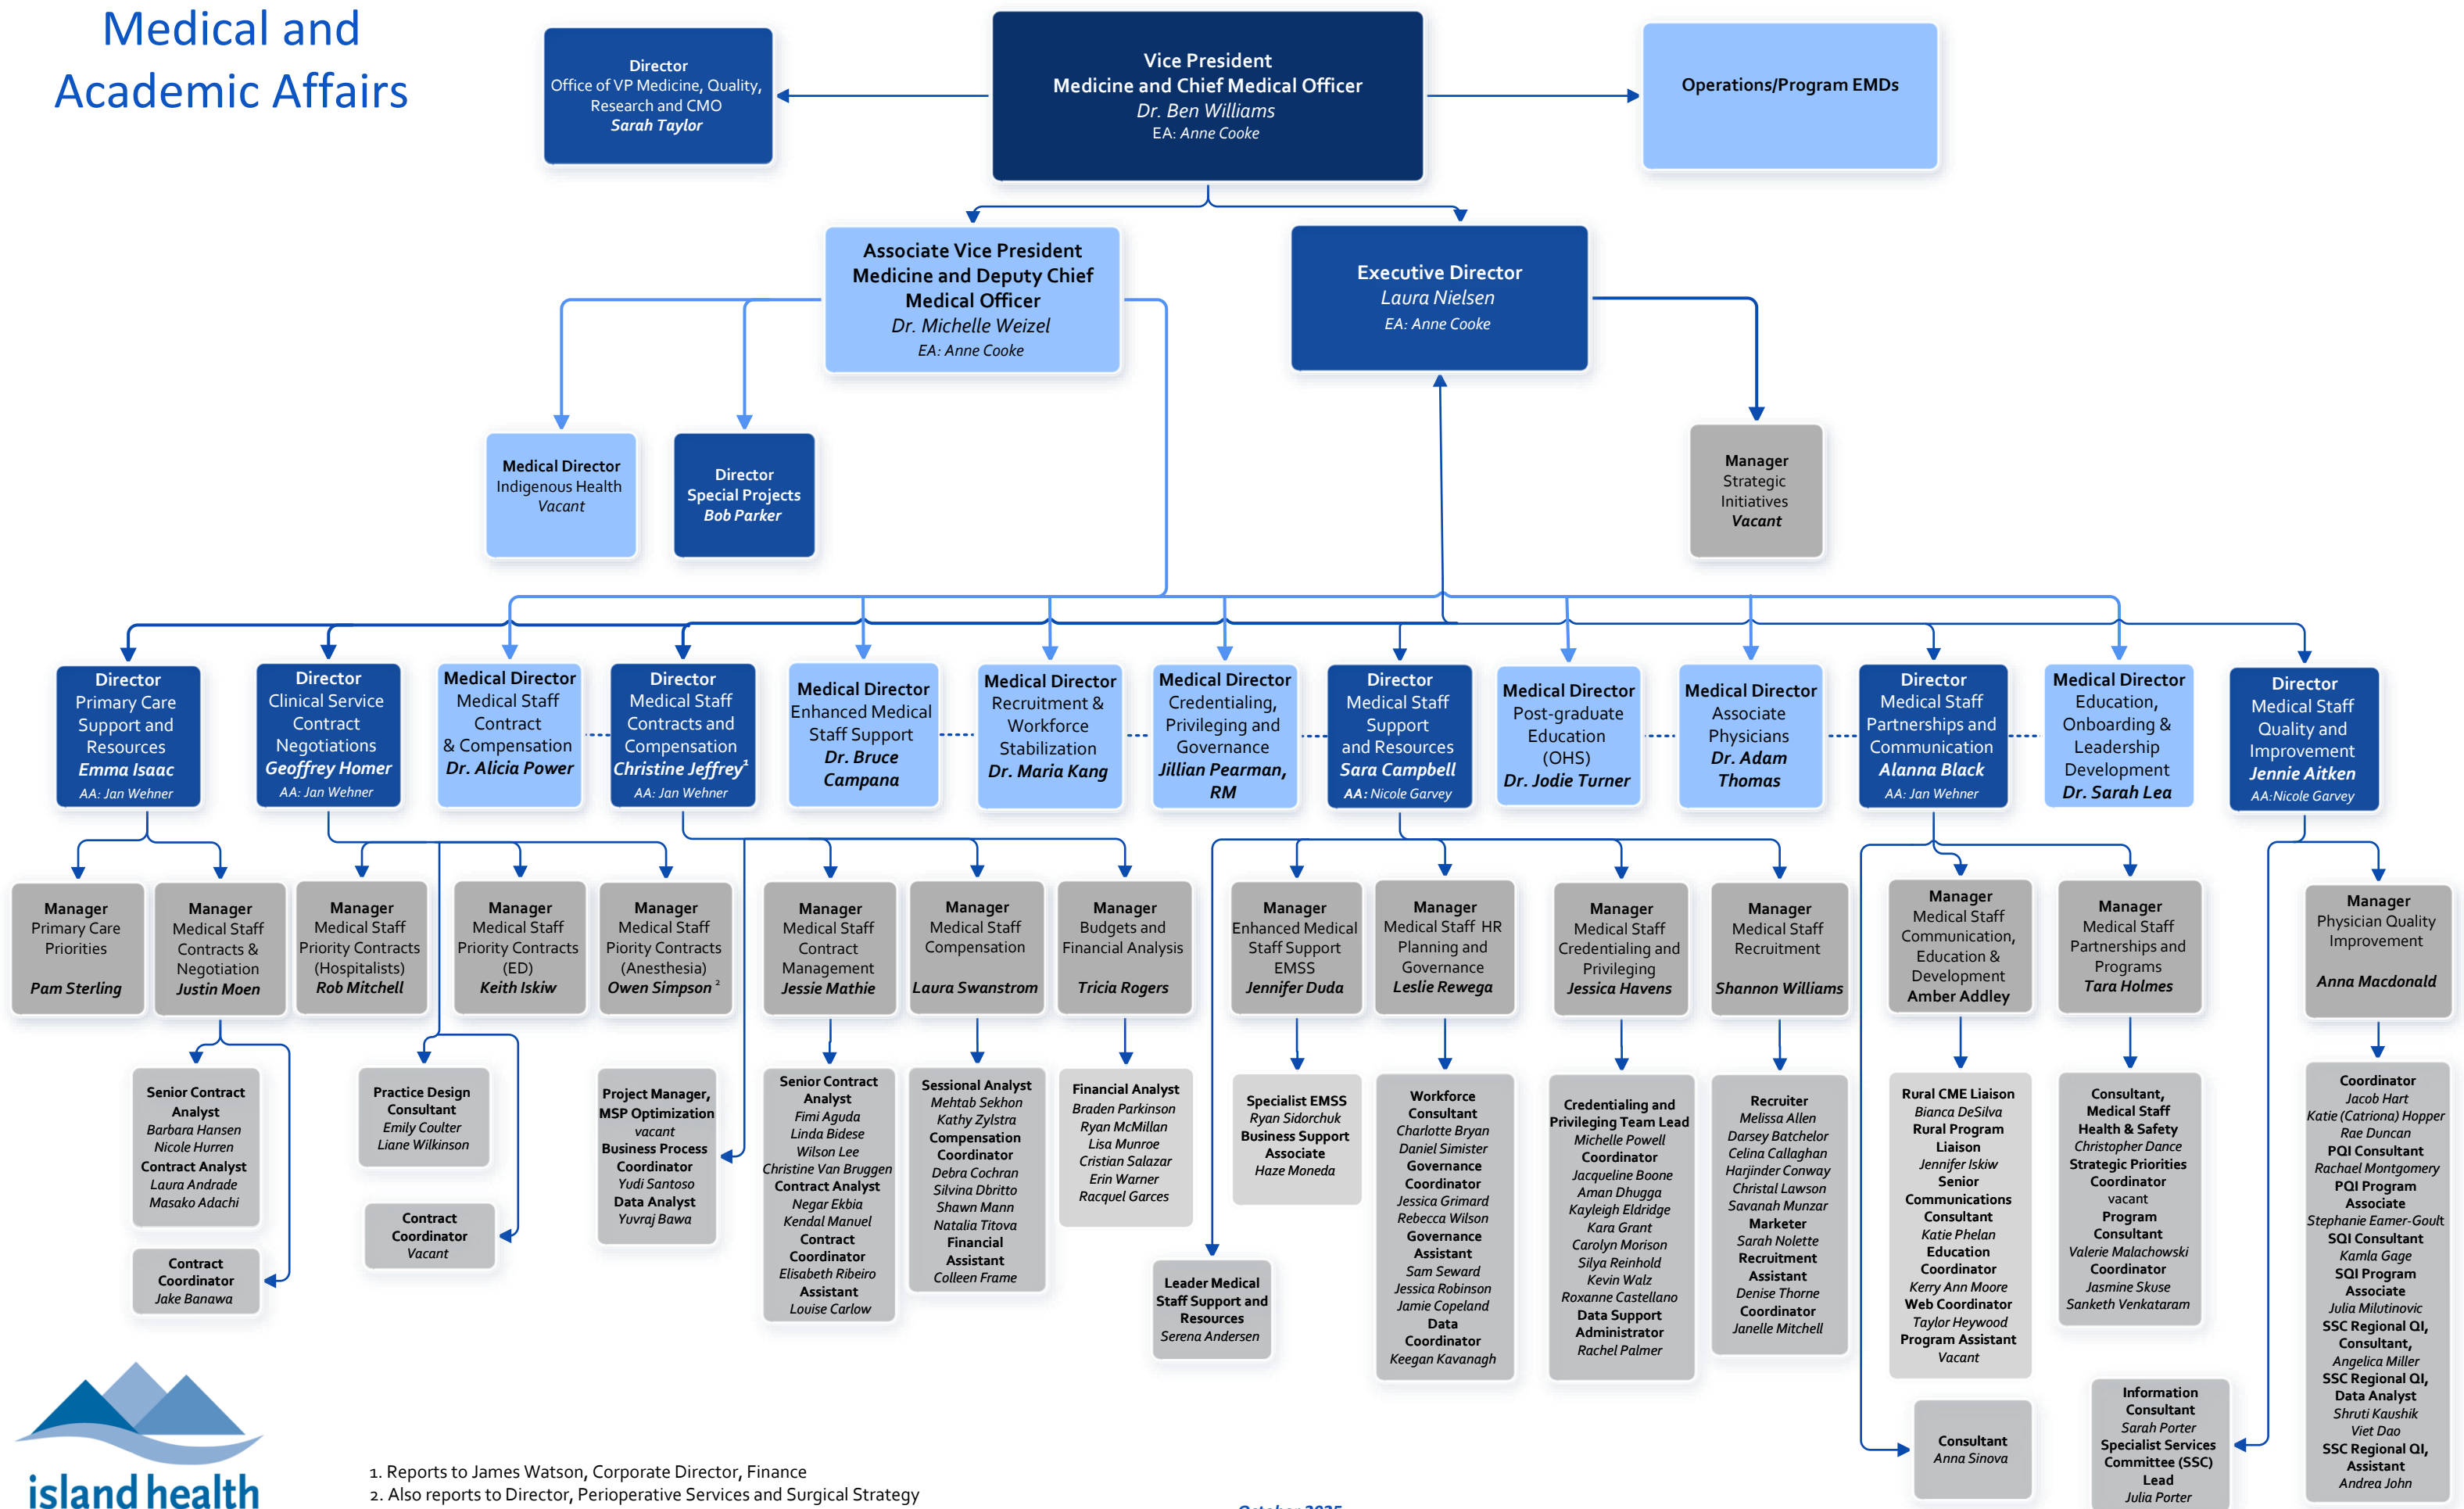 Medical and
Academic Affairs
Director
Office of VP Medicine, Quality,
Research and CMO
Sarah Taylor
Vice President
Medicine and Chief Medical Officer
Dr. Ben Williams
EA: Anne Cooke
Operations/Program EMDs
Associate Vice President
Medicine and Deputy Chief
Medical Officer
Dr. Michelle Weizel
EA: Anne Cooke
Executive Director
Laura Nielsen
EA: Anne Cooke
Medical Director
Indigenous Health
Vacant
Director
Special Projects
Bob Parker
Manager
Strategic
Initiatives
Vacant
Director
Primary Care
Support and
Resources
Emma Isaac
AA: Jan Wehner
Director
Clinical Service
Contract
Negotiations
Geoffrey Homer
AA: Jan Wehner
Medical Director
Medical Staff
Contract
& Compensation
Dr. Alicia Power
Director
Medical Staff
Contracts and
Compensation
Christine Jeffrey¹
AA: Jan Wehner
Medical Director
Enhanced Medical
Staff Support
Dr. Bruce
Campana
Medical Director
Recruitment &
Workforce
Stabilization
Dr. Maria Kang
Medical Director
Credentialing,
Privileging and
Governance
Jillian Pearman,
RM
Director
Medical Staff
Support
and Resources
Sara Campbell
AA: Nicole Garvey
Medical Director
Post-graduate
Education
(OHS)
Dr. Jodie Turner
Medical Director
Associate
Physicians
Dr. Adam
Thomas
Director
Medical Staff
Partnerships and
Communication
Alanna Black
AA: Jan Wehner
Medical Director
Education,
Onboarding &
Leadership
Development
Dr. Sarah Lea
Director
Medical Staff
Quality and
Improvement
Jennie Aitken
AA:Nicole Garvey
Manager
Primary Care
Priorities
Pam Sterling
Manager
Medical Staff
Contracts &
Negotiation
Justin Moen
Manager
Medical Staff
Priority Contracts
(Hospitalists)
Rob Mitchell
Manager
Medical Staff
Priority Contracts
(ED)
Keith Iskiw
Manager
Medical Staff
Piority Contracts
(Anesthesia)
Owen Simpson ²
Manager
Medical Staff
Contract
Management
Jessie Mathie
Manager
Medical Staff
Compensation
Laura Swanstrom
Manager
Budgets and
Financial Analysis
Tricia Rogers
Manager
Enhanced Medical
Staff Support
EMSS
Jennifer Duda
Manager
Medical Staff HR
Planning and
Governance
Leslie Rewega
Manager
Medical Staff
Credentialing and
Privileging
Jessica Havens
Manager
Medical Staff
Recruitment
Shannon Williams
Manager
Medical Staff
Communication,
Education &
Development
Amber Addley
Manager
Medical Staff
Partnerships and
Programs
Tara Holmes
Manager
Physician Quality
Improvement
Anna Macdonald
Senior Contract
Analyst
Barbara Hansen
Nicole Hurren
Contract Analyst
Laura Andrade
Masako Adachi
Contract
Coordinator
Jake Banawa
Practice Design
Consultant
Emily Coulter
Liane Wilkinson
Contract
Coordinator
Vacant
Project Manager,
MSP Optimization
vacant
Business Process
Coordinator
Yudi Santoso
Data Analyst
Yuvraj Bawa
Senior Contract
Analyst
Fimi Aguda
Linda Bidese
Wilson Lee
Christine Van Bruggen
Contract Analyst
Negar Ekbia
Kendal Manuel
Contract
Coordinator
Elisabeth Ribeiro
Assistant
Louise Carlow
Sessional Analyst
Mehtab Sekhon
Kathy Zylstra
Compensation
Coordinator
Debra Cochran
Silvina Dbritto
Shawn Mann
Natalia Titova
Financial
Assistant
Colleen Frame
Financial Analyst
Braden Parkinson
Ryan McMillan
Lisa Munroe
Cristian Salazar
Erin Warner
Racquel Garces
Leader Medical
Staff Support and
Resources
Serena Andersen
Specialist EMSS
Ryan Sidorchuk
Business Support
Associate
Haze Moneda
Workforce
Consultant
Charlotte Bryan
Daniel Simister
Governance
Coordinator
Jessica Grimard
Rebecca Wilson
Governance
Assistant
Sam Seward
Jessica Robinson
Jamie Copeland
Data
Coordinator
Keegan Kavanagh
Credentialing and
Privileging Team Lead
Michelle Powell
Coordinator
Jacqueline Boone
Aman Dhugga
Kayleigh Eldridge
Kara Grant
Carolyn Morison
Silya Reinhold
Kevin Walz
Roxanne Castellano
Data Support
Administrator
Rachel Palmer
Recruiter
Melissa Allen
Darsey Batchelor
Celina Callaghan
Harjinder Conway
Christal Lawson
Savanah Munzar
Marketer
Sarah Nolette
Recruitment
Assistant
Denise Thorne
Coordinator
Janelle Mitchell
Rural CME Liaison
Bianca DeSilva
Rural Program
Liaison
Jennifer Iskiw
Senior
Communications
Consultant
Katie Phelan
Education
Coordinator
Kerry Ann Moore
Web Coordinator
Taylor Heywood
Program Assistant
Vacant
Consultant
Anna Sinova
Consultant,
Medical Staff
Health & Safety
Christopher Dance
Strategic Priorities
Coordinator
vacant
Program
Consultant
Valerie Malachowski
Coordinator
Jasmine Skuse
Sanketh Venkataram
Information
Consultant
Sarah Porter
Specialist Services
Committee (SSC)
Lead
Julia Porter
Coordinator
Jacob Hart
Katie (Catriona) Hopper
Rae Duncan
PQI Consultant
Rachael Montgomery
PQI Program
Associate
Stephanie Eamer-Goult
SQI Consultant
Kamla Gage
SQI Program
Associate
Julia Milutinovic
SSC Regional QI,
Consultant,
Angelica Miller
SSC Regional QI,
Data Analyst
Shruti Kaushik
Viet Dao
SSC Regional QI,
Assistant
Andrea John
island health
1. Reports to James Watson, Corporate Director, Finance
2. Also reports to Director, Perioperative Services and Surgical Strategy
October 2025